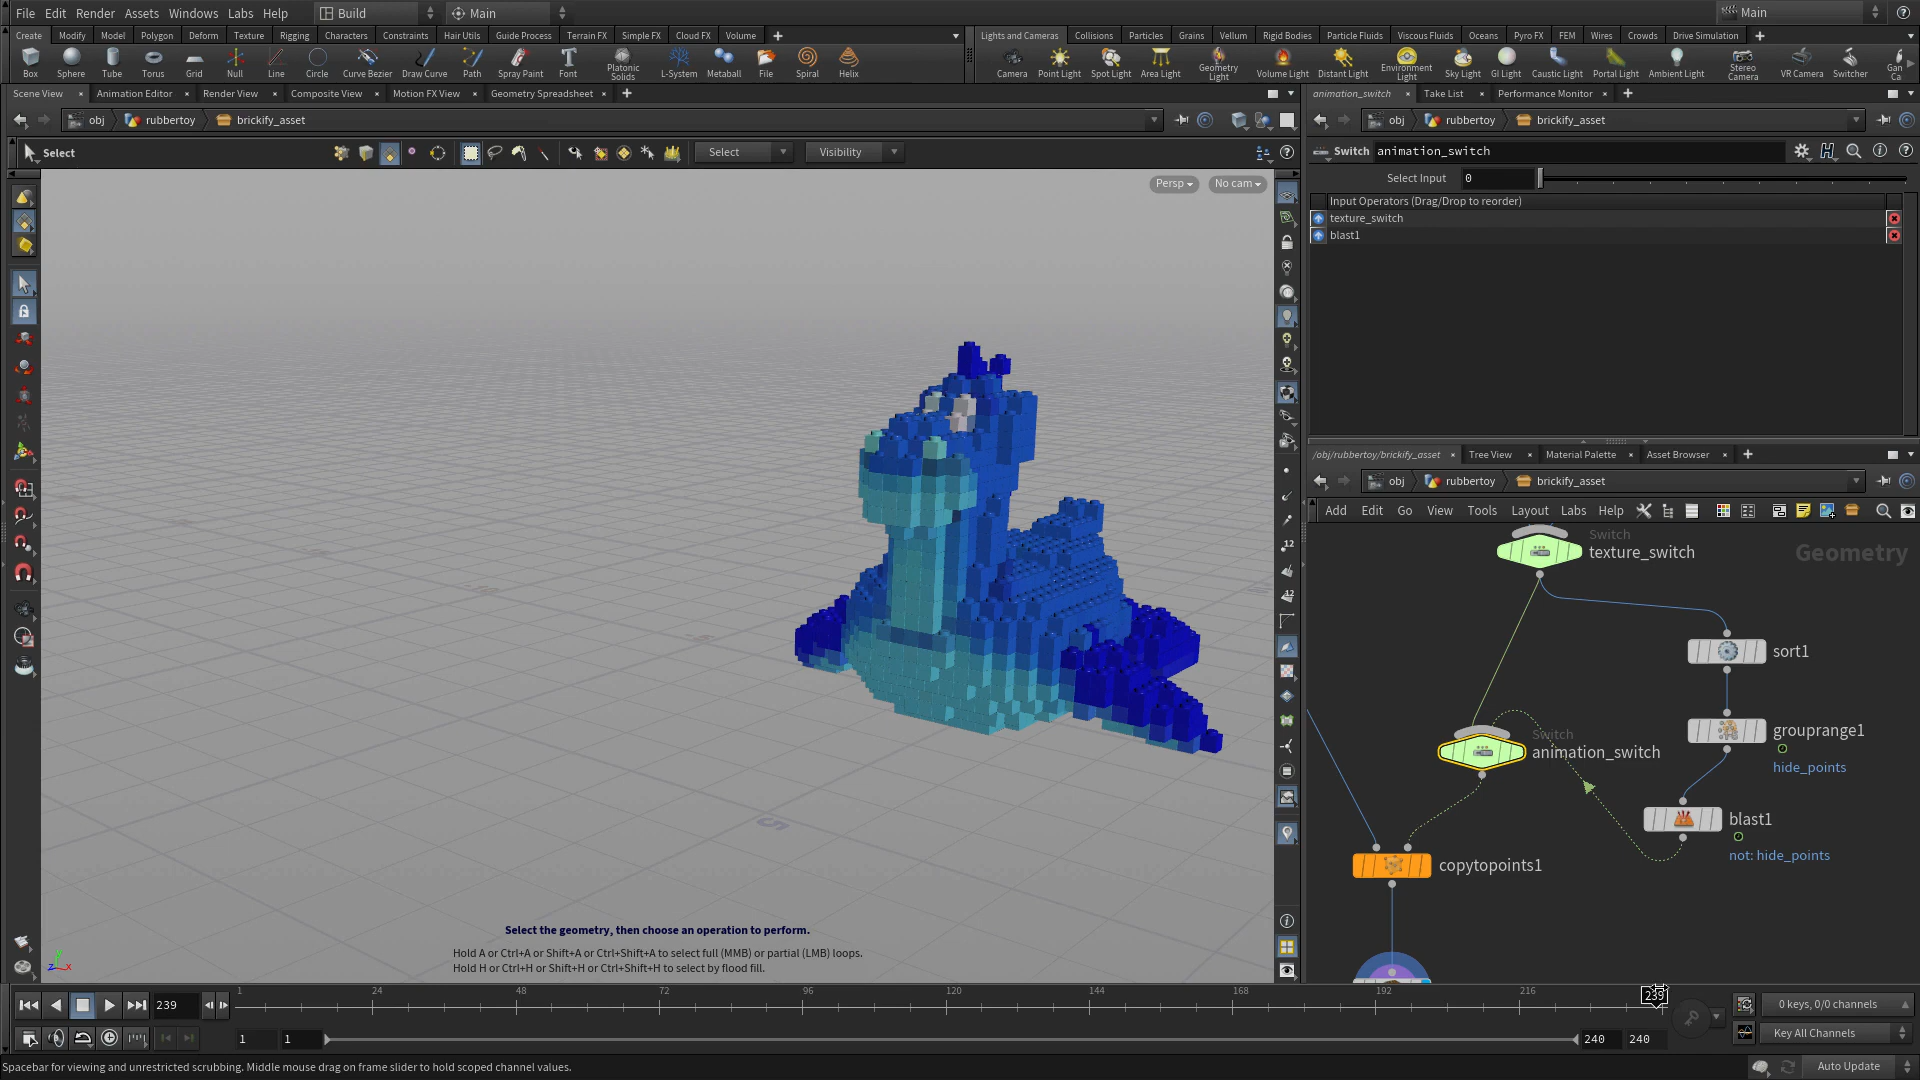 File Edit Render Assets Windows Labs Help Build Main Main
Create Modify Model Polygon Deform Texture Rigging Characters Constraints Hair Utils Guide Process Terrain FX Simple FX Cloud FX Volume
Lights and Cameras Collisions Particles Grains Vellum Rigid Bodies Particle Fluids Viscous Fluids Oceans Pyro FX FEM Wires Crowds Drive Simulation
Box Sphere Tube Torus Grid Null Line Circle Curve Bezier Draw Curve Path Spray Paint Font Platonic Solids L-System Metaball File Spiral Helix
Camera Point Light Spot Light Area Light Geometry Light Volume Light Distant Light Environment Light Sky Light GI Light Caustic Light Portal Light Ambient Light Stereo Camera VR Camera Switcher Gan Ca
Scene View Animation Editor Render View Composite View Motion FX View Geometry Spreadsheet
animation_switch Take List Performance Monitor
obj rubbertoy brickify_asset
obj rubbertoy brickify_asset
Select Select Visibility
Switch animation_switch
Select Input 0
Input Operators (Drag/Drop to reorder)
texture_switch
blast1
Persp No cam
/obj/rubbertoy/brickify_asset Tree View Material Palette Asset Browser
obj rubbertoy brickify_asset
Add Edit Go View Tools Layout Labs Help
Geometry
Switch
texture_switch
sort1
grouprange1
hide_points
Switch
animation_switch
blast1
not: hide_points
copytopoints1
Select the geometry, then choose an operation to perform.
Hold A or Ctrl+A or Shift+A or Ctrl+Shift+A to select full (MMB) or partial (LMB) loops.
Hold H or Ctrl+H or Shift+H or Ctrl+Shift+H to select by flood fill.
239 1 24 48 72 96 120 144 168 192 216 239
0 keys, 0/0 channels
1 1 240 240
Key All Channels
Spacebar for viewing and unrestricted scrubbing. Middle mouse drag on frame slider to hold scoped channel values.
Auto Update